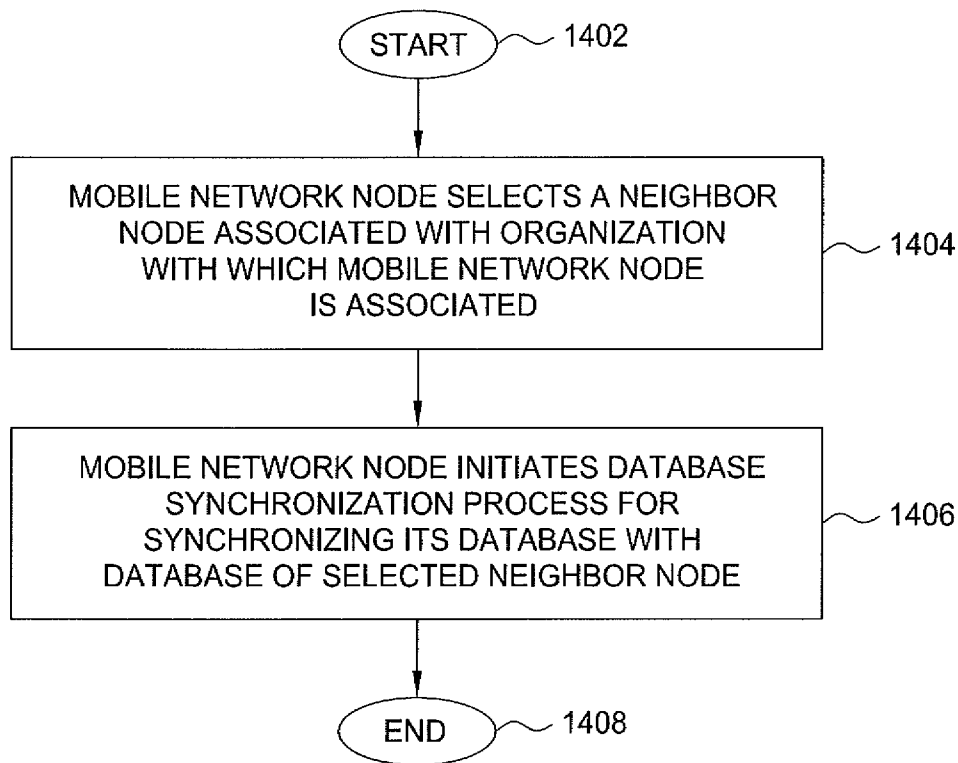 START
1402
MOBILE NETWORK NODE SELECTS A NEIGHBOR
NODE ASSOCIATED WITH ORGANIZATION
WITH WHICH MOBILE NETWORK NODE
IS ASSOCIATED
1404
MOBILE NETWORK NODE INITIATES DATABASE
SYNCHRONIZATION PROCESS FOR
SYNCHRONIZING ITS DATABASE WITH
DATABASE OF SELECTED NEIGHBOR NODE
1406
END
1408